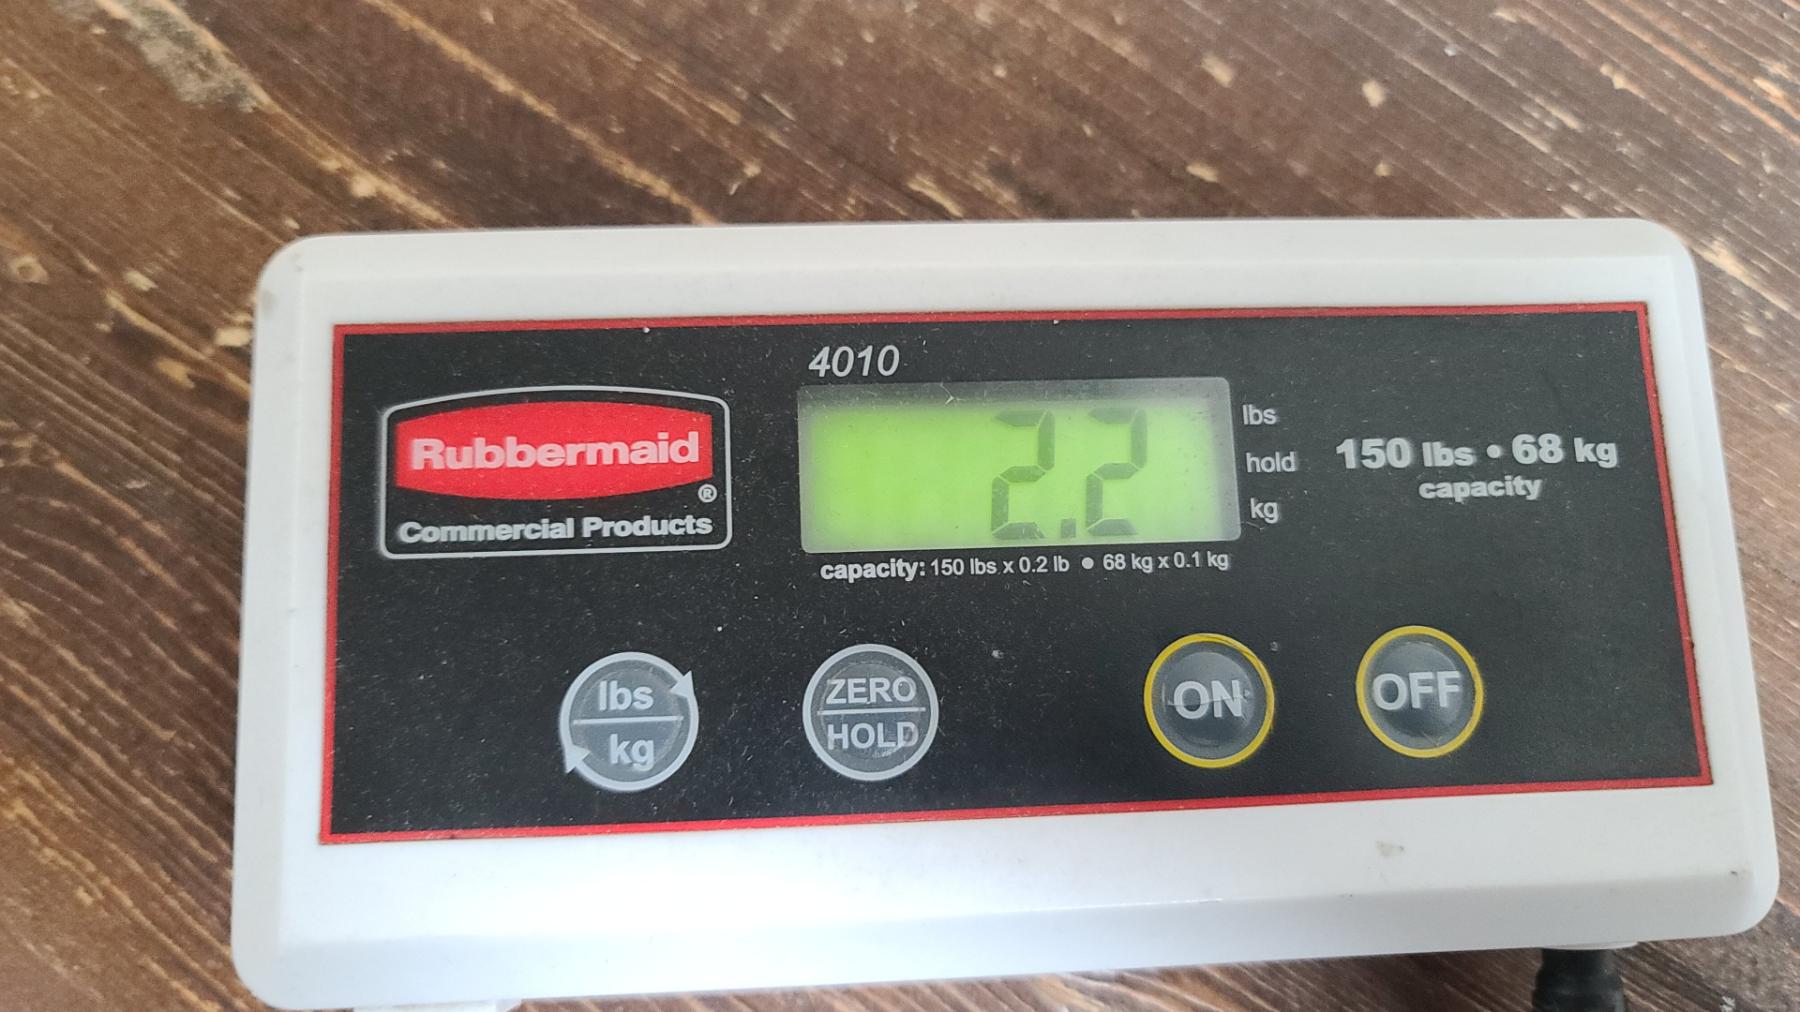 4010
Rubbermaid
®
Commercial Products
2.2
lbs
hold
kg
150 lbs • 68 kg
capacity
capacity: 150 lbs x 0.2 lb ● 68 kg x 0.1 kg
lbs
kg
ZERO
HOLD
ON
OFF